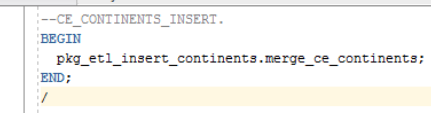 --CE_CONTINENTS_INSERT.
BEGIN
pkg_etl_insert_continents.merge_ce_continents;
END;
/